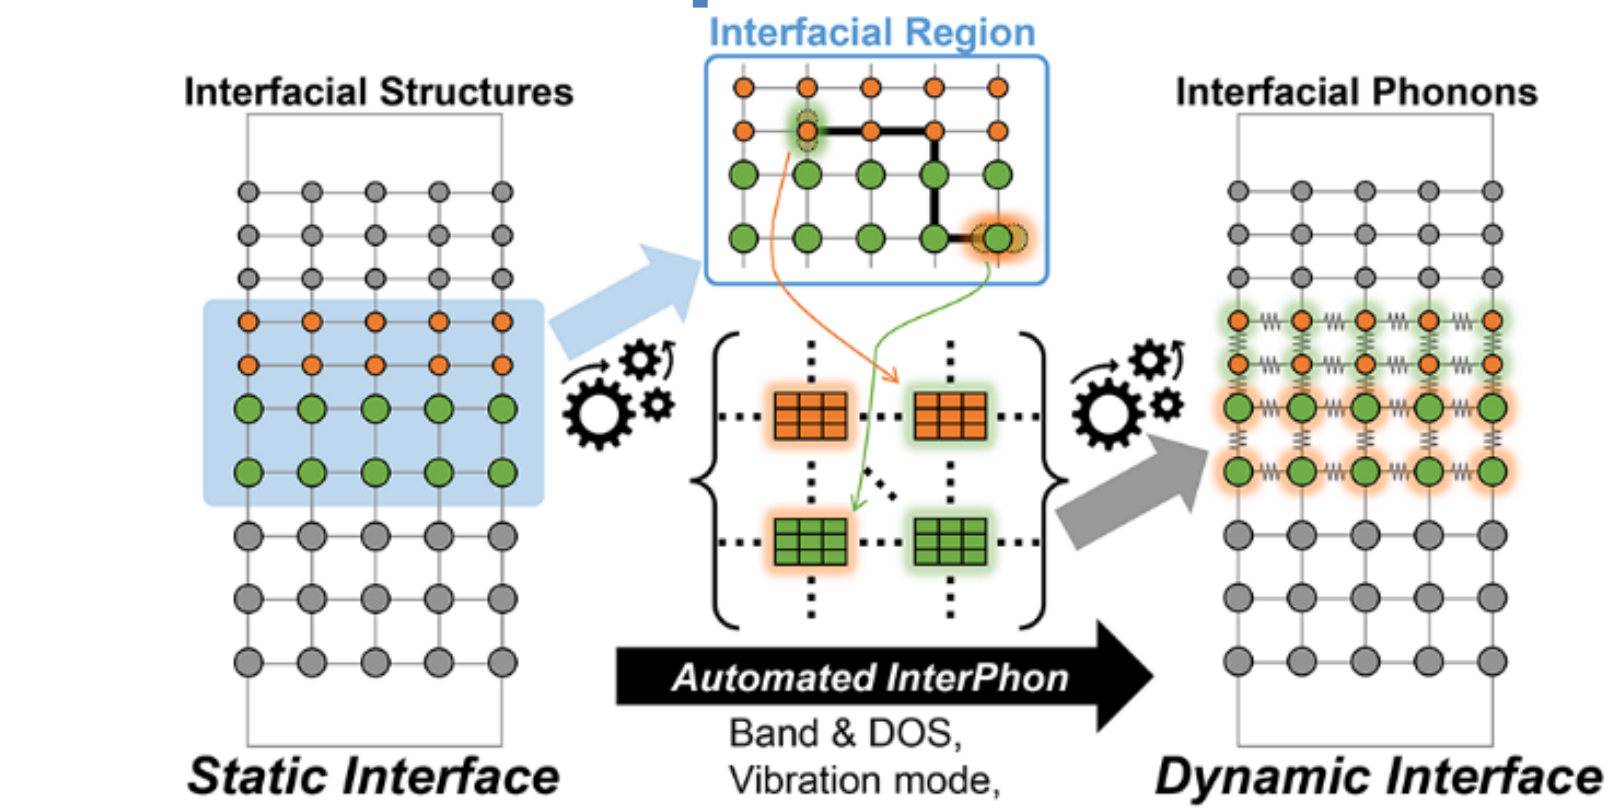 Interfacial Region
Interfacial Structures
Interfacial Phonons
Automated InterPhon
Band & DOS,
Vibration mode,
Static Interface
Dynamic Interface